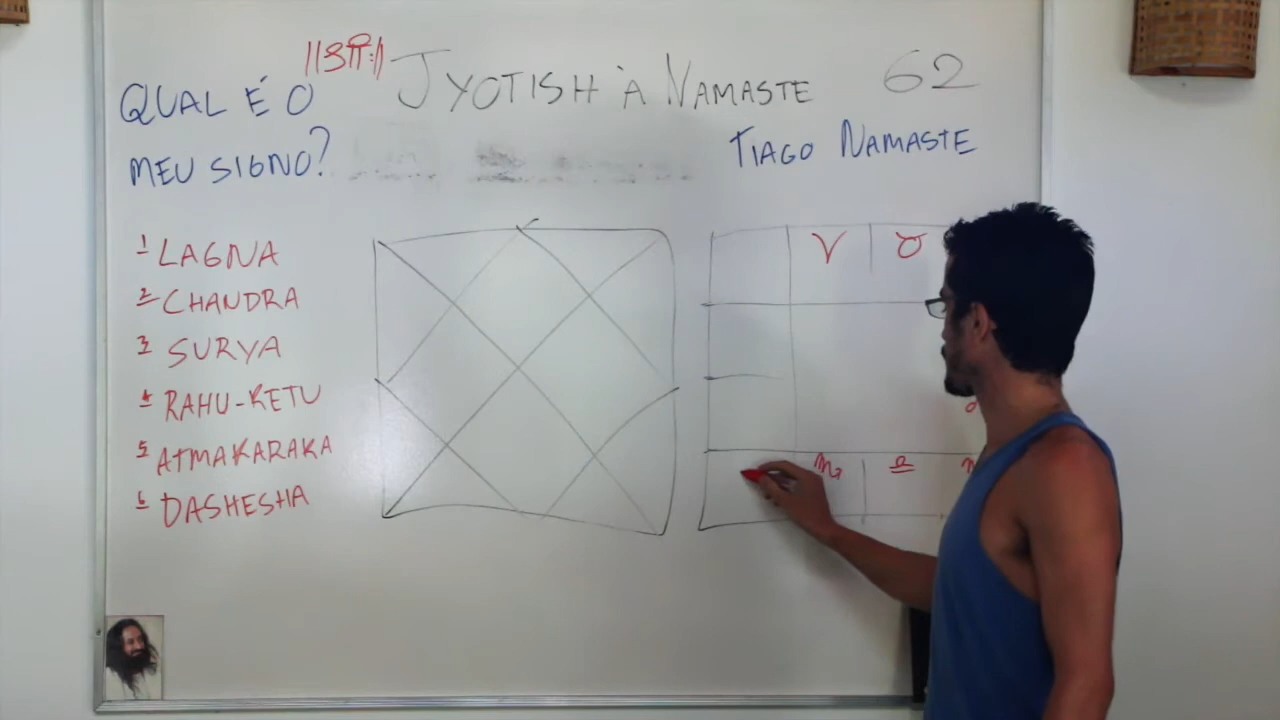 JYOTISH À NAMASTE 62
QUAL É O
MEU SIGNO?
TIAGO NAMASTE
1 LAGNA
2 CHANDRA
3 SURYA
4 RAHU-KETU
5 ATMAKARAKA
6 DASHESHA
♈ ♉
♏ ♎